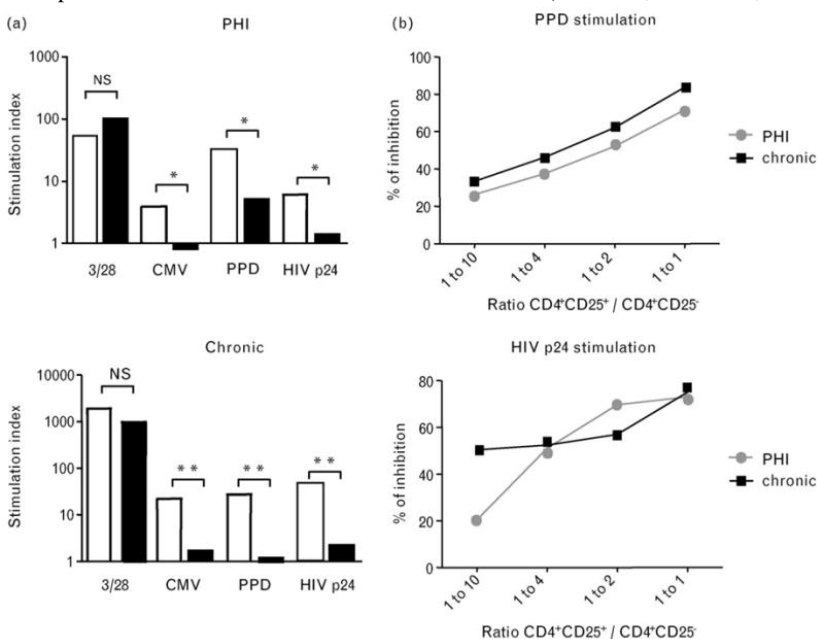 (a)
PHI
Stimulation index
1000
100
10
1
NS
*
*
*
3/28 CMV PPD HIV p24
(b)
PPD stimulation
% of inhibition
100
80
60
40
20
0
1 to 10
1 to 4
1 to 2
1 to 1
Ratio CD4⁺CD25⁺ / CD4⁺CD25⁻
PHI
chronic
Chronic
Stimulation index
10000
1000
100
10
1
NS
* *
* *
* *
3/28 CMV PPD HIV p24
HIV p24 stimulation
% of inhibition
80
60
40
20
0
1 to 10
1 to 4
1 to 2
1 to 1
Ratio CD4⁺CD25⁺ / CD4⁺CD25⁻
PHI
chronic